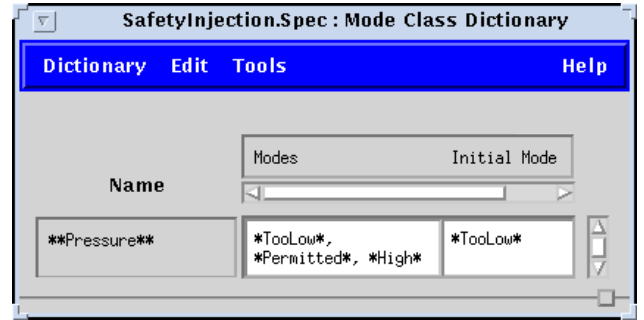 SafetyInjection.Spec : Mode Class Dictionary
Dictionary Edit Tools Help
Modes Initial Mode
Name
**Pressure** *TooLow*, *TooLow*
*Permitted*, *High*